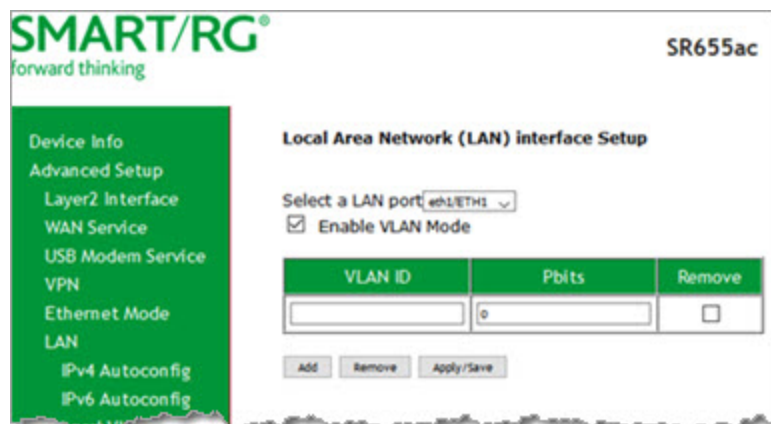 SMART/RG®
forward thinking
SR655ac
Device Info
Advanced Setup
Layer2 Interface
WAN Service
USB Modem Service
VPN
Ethernet Mode
LAN
IPv4 Autoconfig
IPv6 Autoconfig
Local Area Network (LAN) interface Setup
Select a LAN port eth1/ETH1
Enable VLAN Mode
VLAN ID Pbits Remove
0
Add Remove Apply/Save